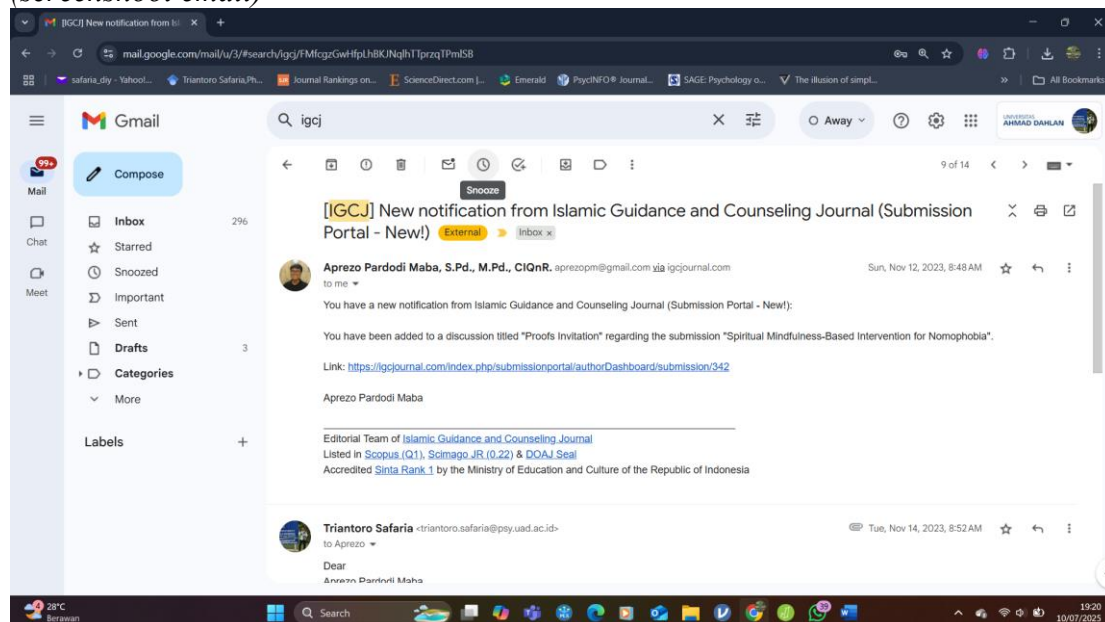 (screenshoot email)
[IGCJ] New notification from Isl
mail.google.com/mail/u/3/#search/igcj/FMfcgzGwHfpLhBKJNqlhTTprzqTPmlSB
safaria_diy - Yahoo!... Triantoro Safaria,Ph... Journal Rankings on... ScienceDirect.com |... Emerald PsycINFO® Journal... SAGE: Psychology o... The illusion of simpl... » All Bookmarks
Gmail
igcj
Away
UNIVERSITAS
AHMAD DAHLAN
99+
Mail
Chat
Meet
Compose
Inbox 296
Starred
Snoozed
Important
Sent
Drafts 3
Categories
More
Labels +
9 of 14
Snooze
[IGCJ] New notification from Islamic Guidance and Counseling Journal (Submission
Portal - New!) External Inbox x
Aprezo Pardodi Maba, S.Pd., M.Pd., CIQnR. aprezopm@gmail.com via igcjournal.com Sun, Nov 12, 2023, 8:48 AM
to me
You have a new notification from Islamic Guidance and Counseling Journal (Submission Portal - New!):
You have been added to a discussion titled "Proofs Invitation" regarding the submission "Spiritual Mindfulness-Based Intervention for Nomophobia".
Link: https://igcjournal.com/index.php/submissionportal/authorDashboard/submission/342
Aprezo Pardodi Maba
Editorial Team of Islamic Guidance and Counseling Journal
Listed in Scopus (Q1), Scimago JR (0.22) & DOAJ Seal
Accredited Sinta Rank 1 by the Ministry of Education and Culture of the Republic of Indonesia
Triantoro Safaria <triantoro.safaria@psy.uad.ac.id> Tue, Nov 14, 2023, 8:52 AM
to Aprezo
Dear
Aprezo Pardodi Maba
28°C
Berawan
Search
19:20
10/07/2025